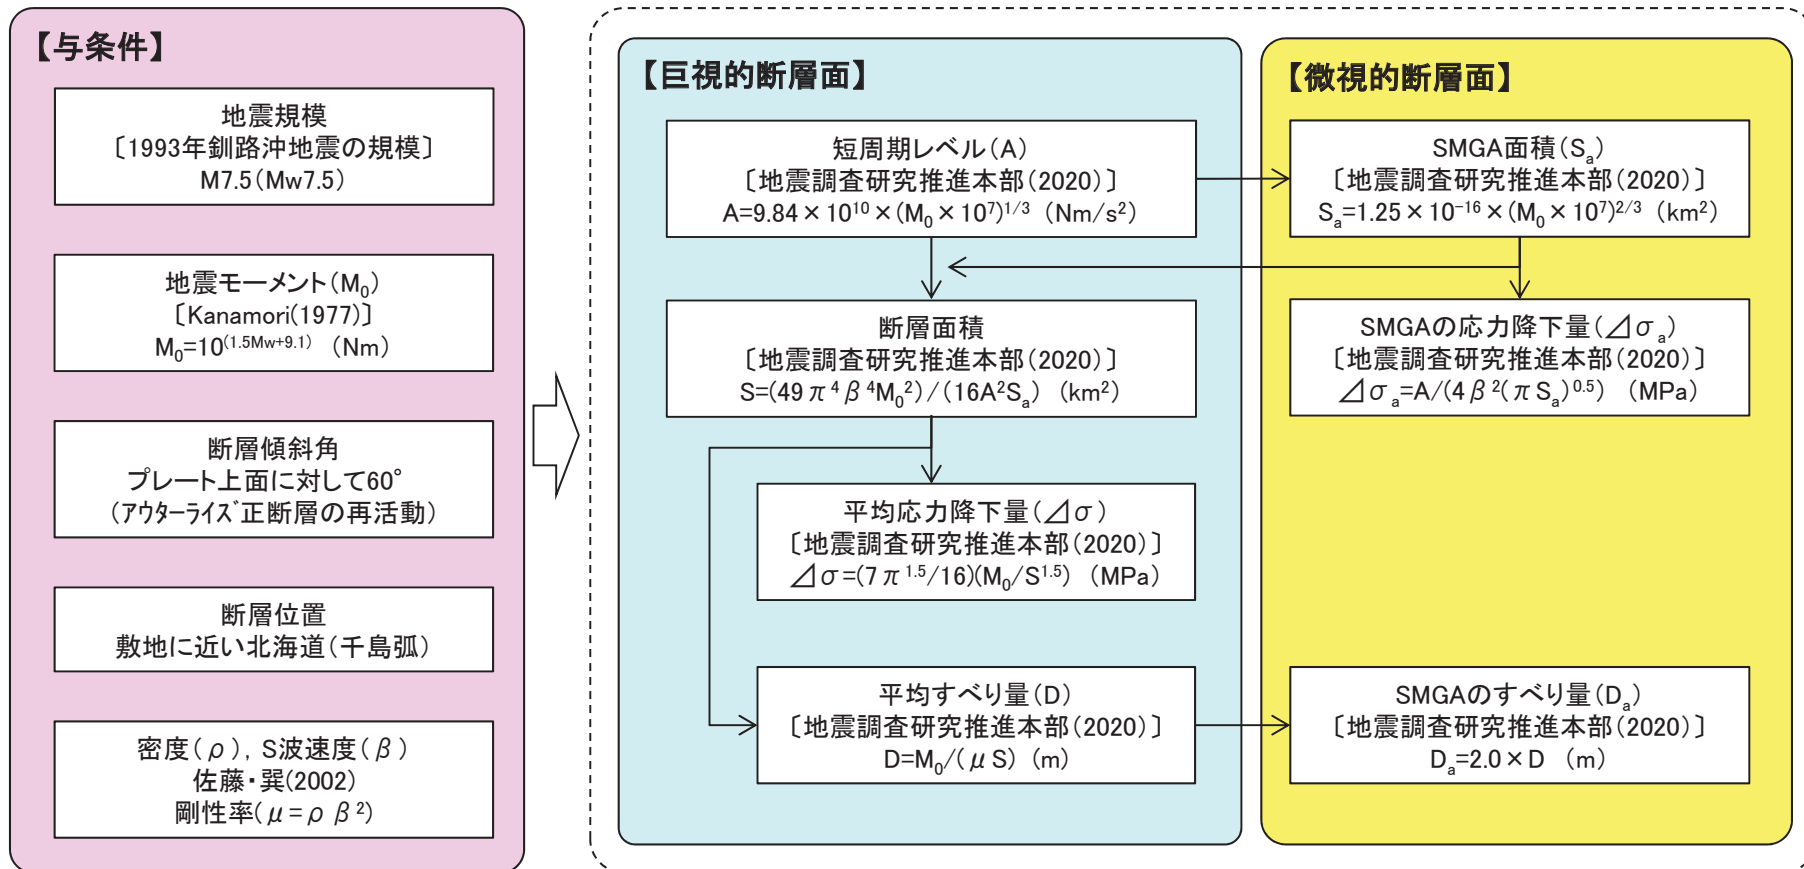 【与条件】
地震規模
〔1993年釧路沖地震の規模〕
M7.5(Mw7.5)
地震モーメント(M₀)
〔Kanamori(1977)〕
M₀=10^(1.5Mw+9.1) (Nm)
断層傾斜角
プレート上面に対して60°
(アウターライズ正断層の再活動)
断層位置
敷地に近い北海道(千島弧)
密度(ρ), S波速度(β)
佐藤・巽(2002)
剛性率(μ=ρβ²)
【巨視的断層面】
短周期レベル(A)
〔地震調査研究推進本部(2020)〕
A=9.84×10¹⁰×(M₀×10⁷)^1/3 (Nm/s²)
断層面積
〔地震調査研究推進本部(2020)〕
S=(49π⁴β⁴M₀²)/(16A²Sₐ) (km²)
平均応力降下量(⊿σ)
〔地震調査研究推進本部(2020)〕
⊿σ=(7π^1.5/16)(M₀/S^1.5) (MPa)
平均すべり量(D)
〔地震調査研究推進本部(2020)〕
D=M₀/(μS) (m)
【微視的断層面】
SMGA面積(Sₐ)
〔地震調査研究推進本部(2020)〕
Sₐ=1.25×10⁻¹⁶×(M₀×10⁷)^2/3 (km²)
SMGAの応力降下量(⊿σₐ)
〔地震調査研究推進本部(2020)〕
⊿σₐ=A/(4β²(πSₐ)^0.5) (MPa)
SMGAのすべり量(Dₐ)
〔地震調査研究推進本部(2020)〕
Dₐ=2.0×D (m)